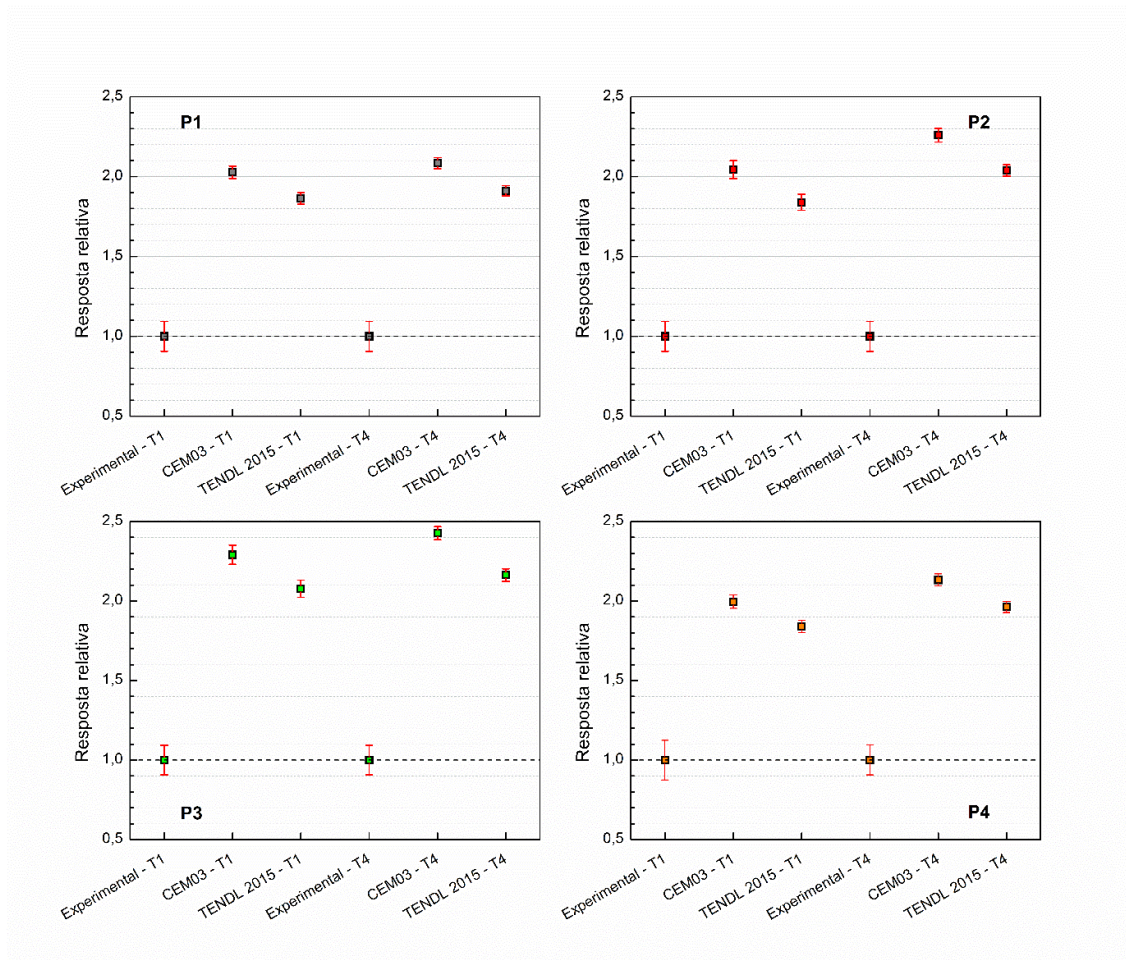 P1
Resposta relativa
2,5
2,0
1,5
1,0
0,5
Experimental - T1
CEM03 - T1
TENDL 2015 - T1
Experimental - T4
CEM03 - T4
TENDL 2015 - T4
P2
Resposta relativa
2,5
2,0
1,5
1,0
0,5
Experimental - T1
CEM03 - T1
TENDL 2015 - T1
Experimental - T4
CEM03 - T4
TENDL 2015 - T4
P3
Resposta relativa
2,5
2,0
1,5
1,0
0,5
Experimental - T1
CEM03 - T1
TENDL 2015 - T1
Experimental - T4
CEM03 - T4
TENDL 2015 - T4
P4
Resposta relativa
2,5
2,0
1,5
1,0
0,5
Experimental - T1
CEM03 - T1
TENDL 2015 - T1
Experimental - T4
CEM03 - T4
TENDL 2015 - T4